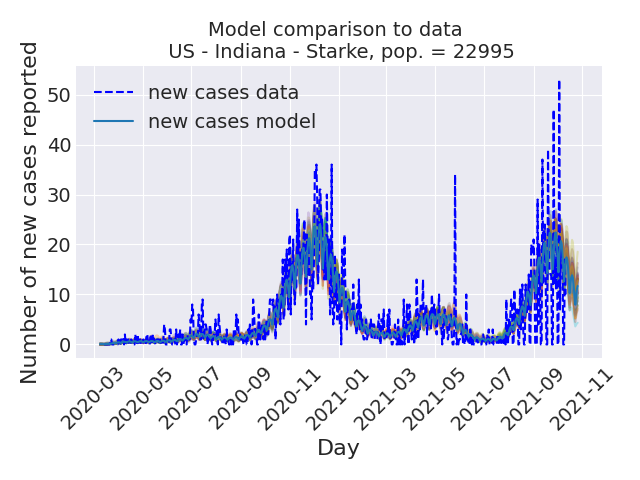 Model comparison to data
US - Indiana - Starke, pop. = 22995
Number of new cases reported
50
40
30
20
10
0
new cases data
new cases model
2020-03
2020-05
2020-07
2020-09
2020-11
2021-01
2021-03
2021-05
2021-07
2021-09
2021-11
Day